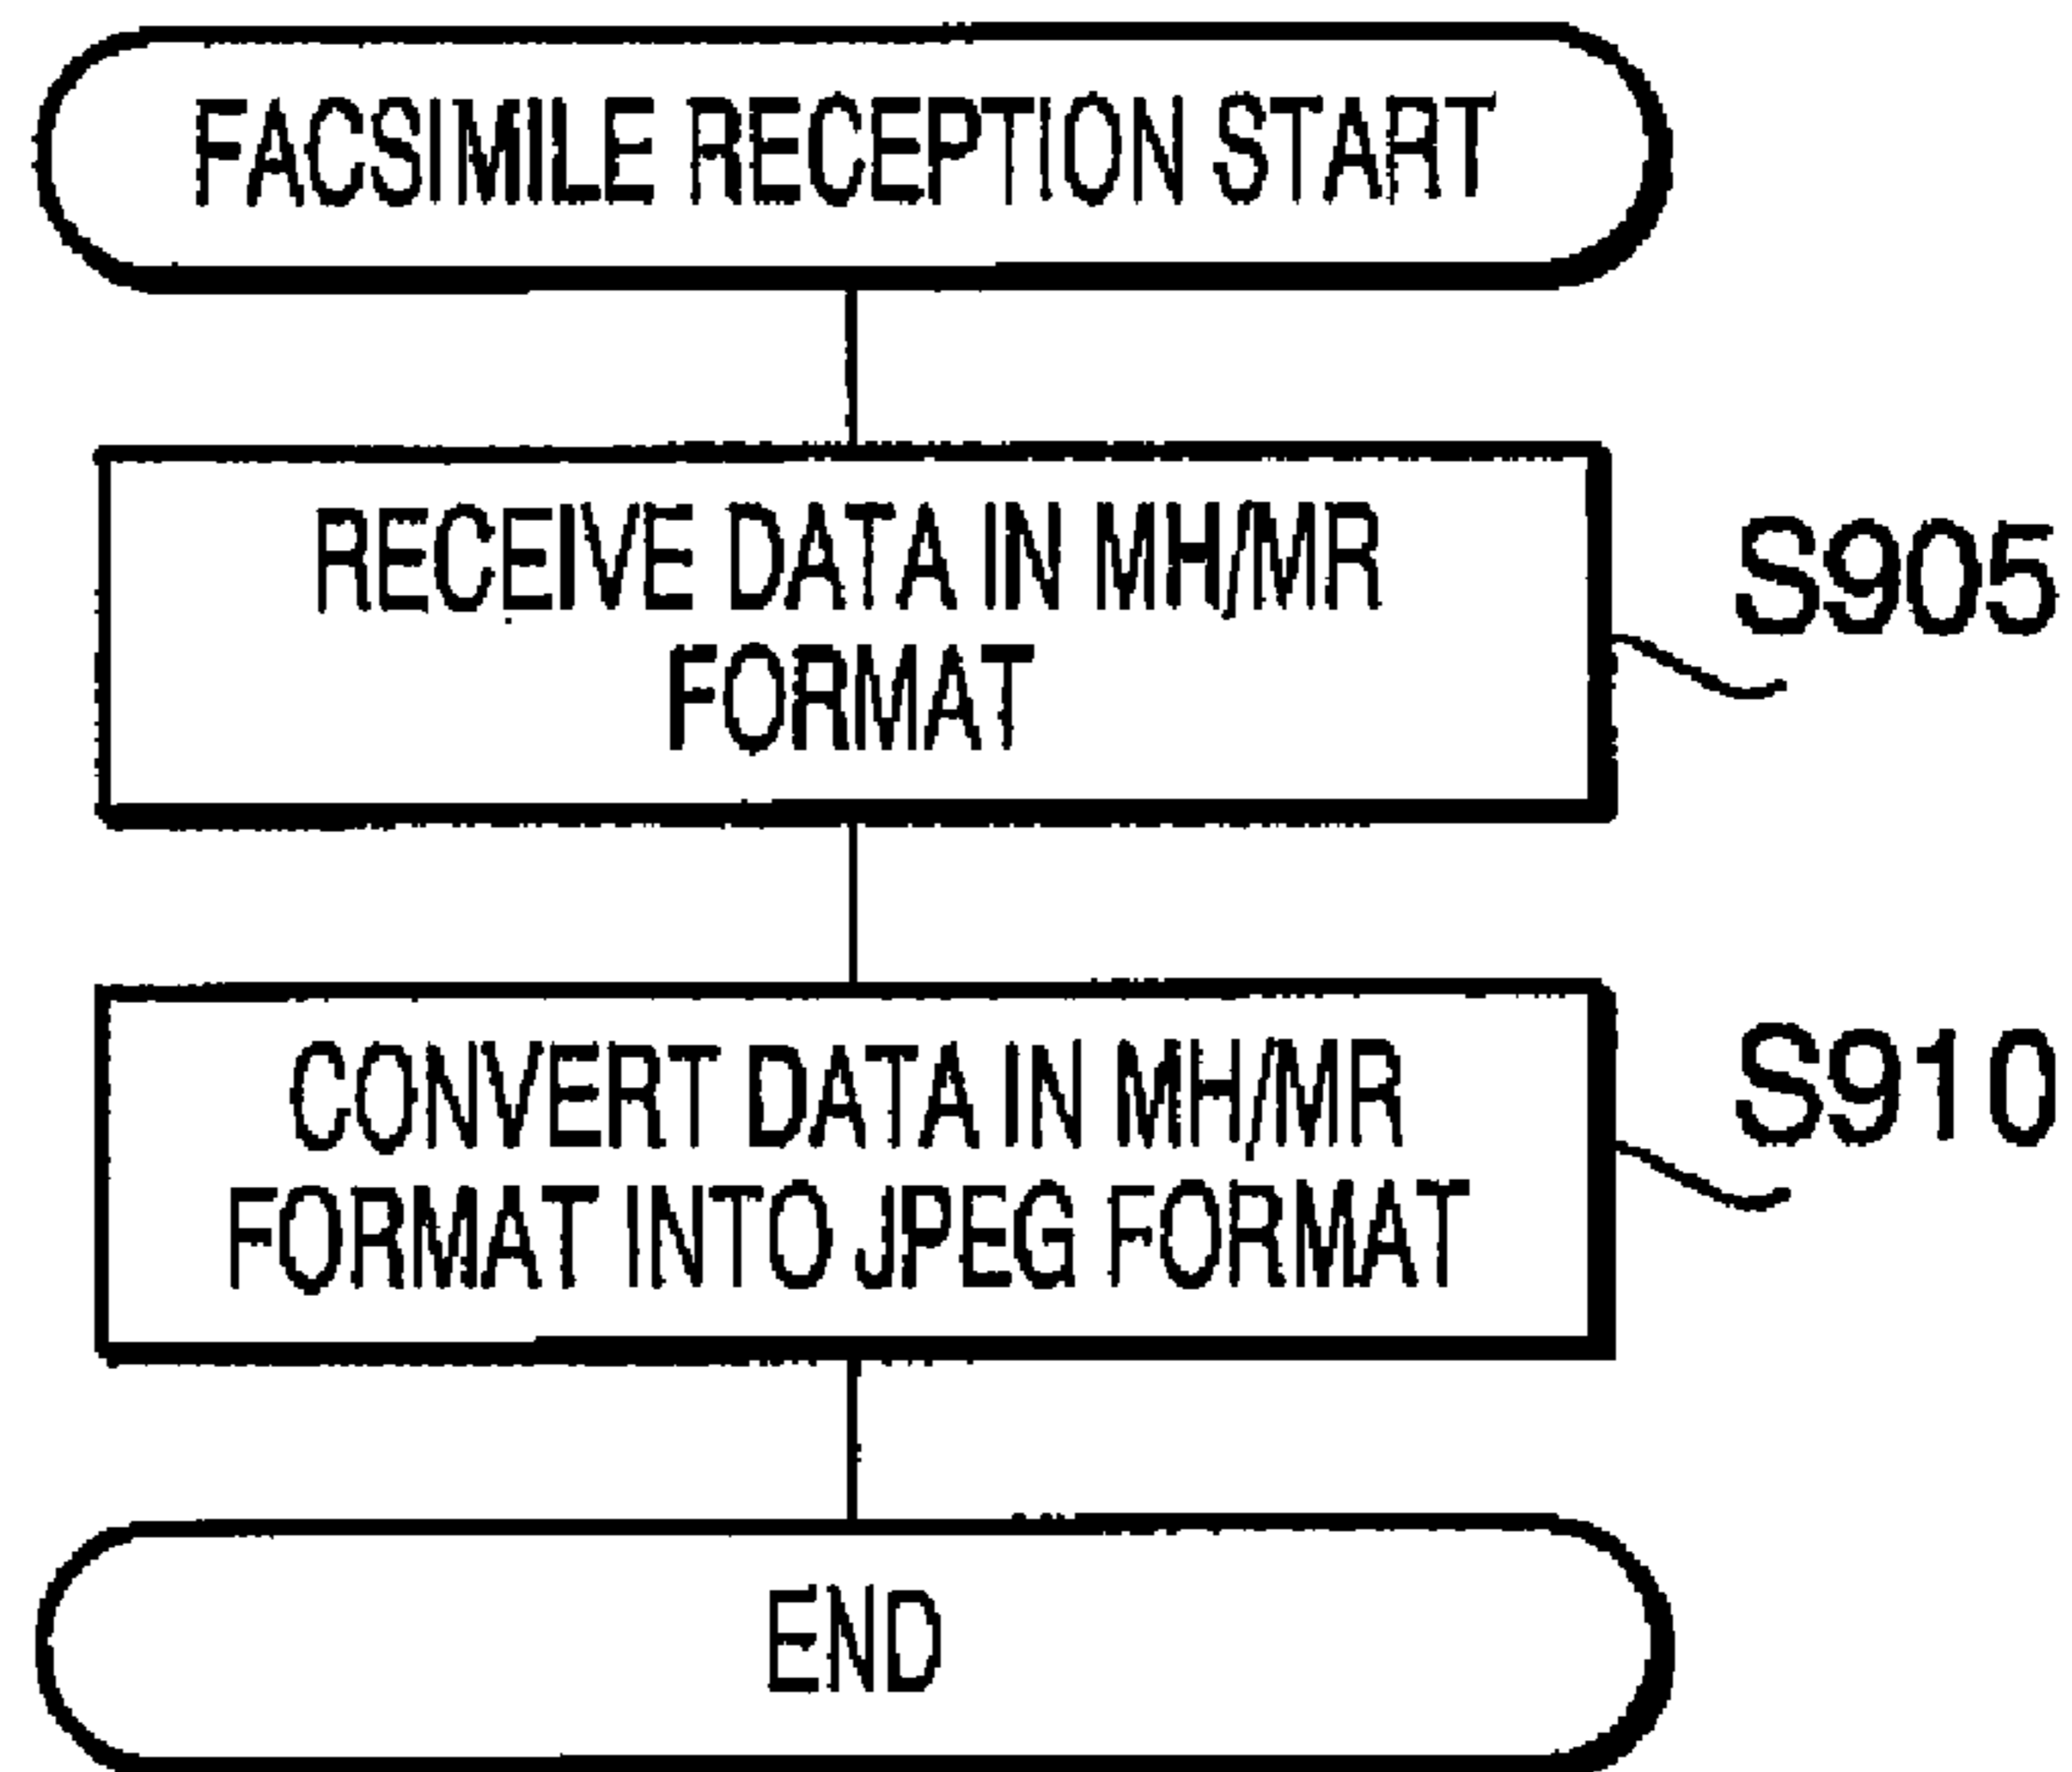 FACSIMILE RECEPTION START
RECEIVE DATA IN MH/MR
FORMAT
S905
CONVERT DATA IN MH/MR
FORMAT INTO JPEG FORMAT
S910
END